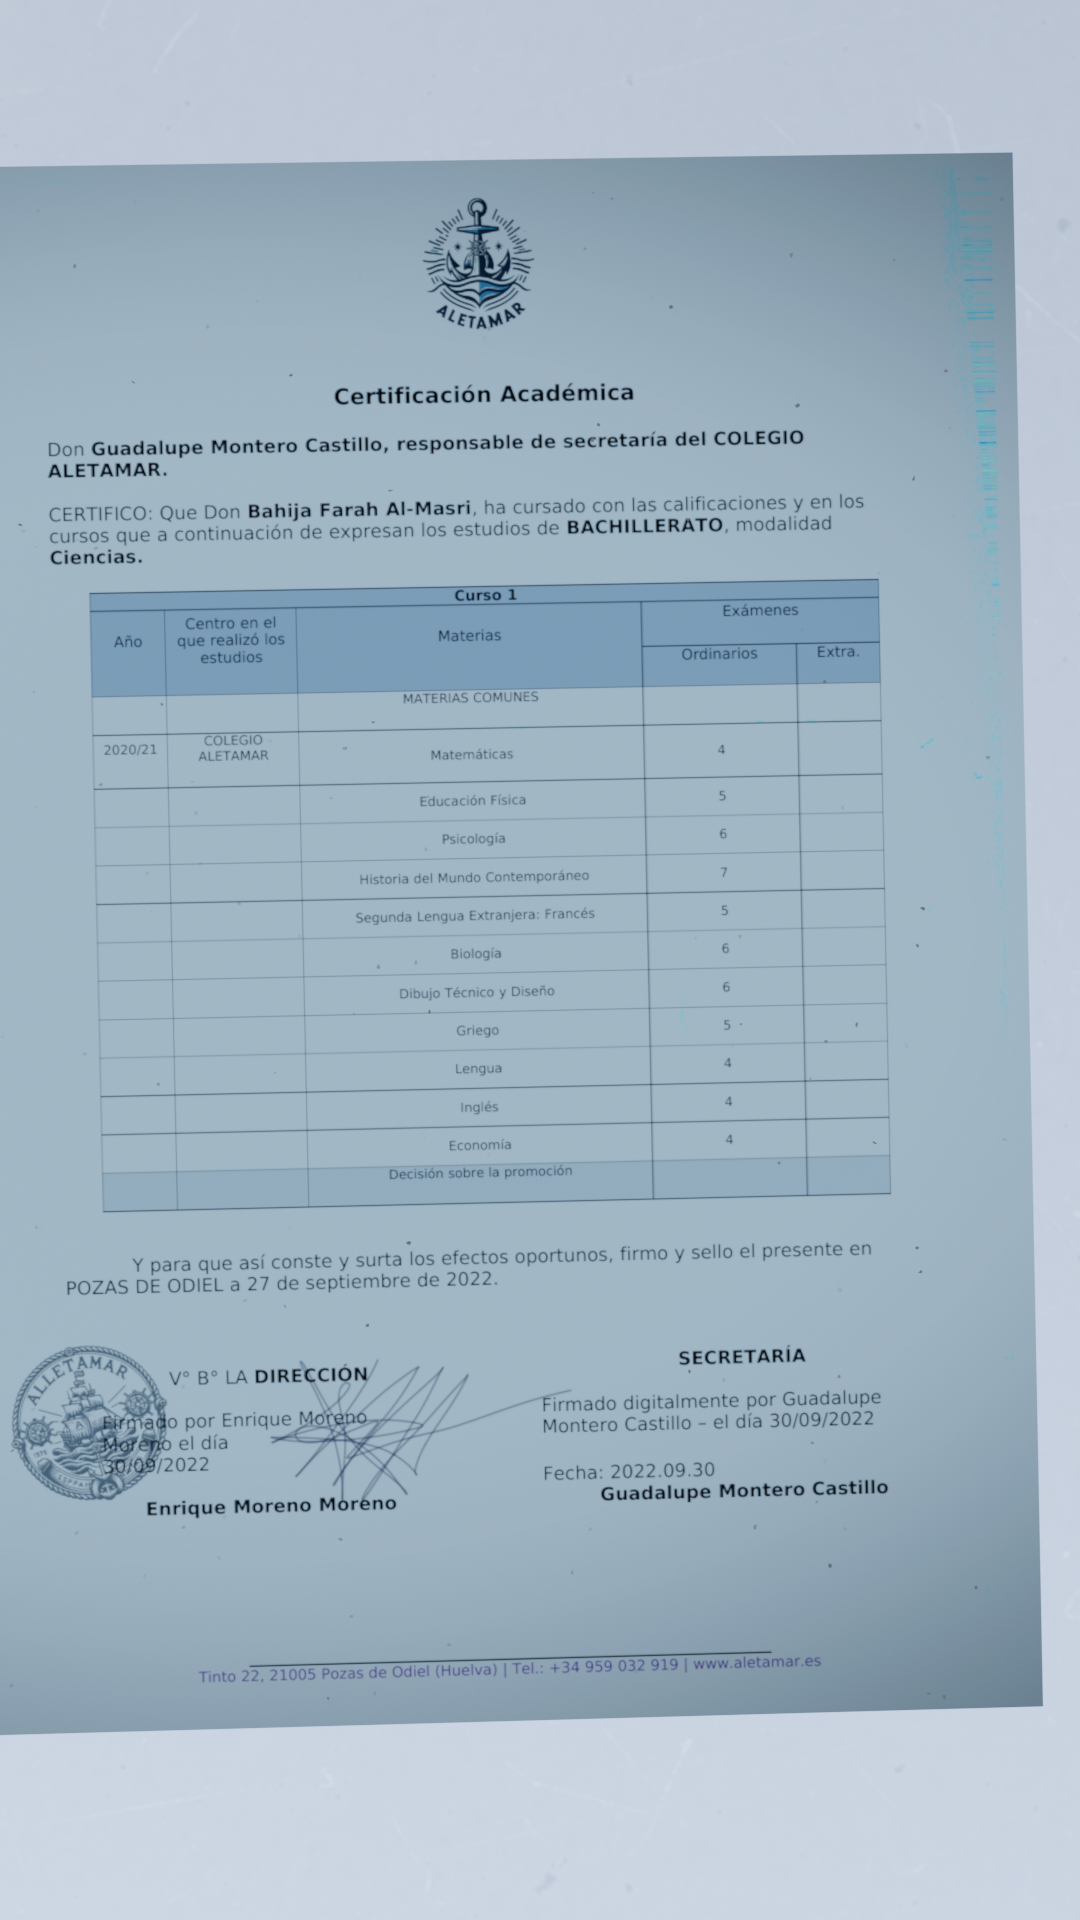 ALETAMAR
Certificación Académica
Don Guadalupe Montero Castillo, responsable de secretaría del COLEGIO
ALETAMAR.
CERTIFICO: Que Don Bahija Farah Al-Masri, ha cursado con las calificaciones y en los
cursos que a continuación de expresan los estudios de BACHILLERATO, modalidad
Ciencias.
Curso 1
Año
Centro en el
que realizó los
estudios
Materias
Exámenes
Ordinarios
Extra.
MATERIAS COMUNES
2020/21
COLEGIO
ALETAMAR
Matemáticas
4
Educación Física
5
Psicología
6
Historia del Mundo Contemporáneo
7
Segunda Lengua Extranjera: Francés
5
Biología
6
Dibujo Técnico y Diseño
6
Griego
5
Lengua
4
Inglés
4
Economía
4
Decisión sobre la promoción
Y para que así conste y surta los efectos oportunos, firmo y sello el presente en
POZAS DE ODIEL a 27 de septiembre de 2022.
ALLETAMAR
V° B° LA DIRECCIÓN
Firmado por Enrique Moreno
Moreno el día
30/09/2022
Enrique Moreno Moreno
SECRETARÍA
Firmado digitalmente por Guadalupe
Montero Castillo – el día 30/09/2022
Fecha: 2022.09.30
Guadalupe Montero Castillo
Tinto 22, 21005 Pozas de Odiel (Huelva) | Tel.: +34 959 032 919 | www.aletamar.es